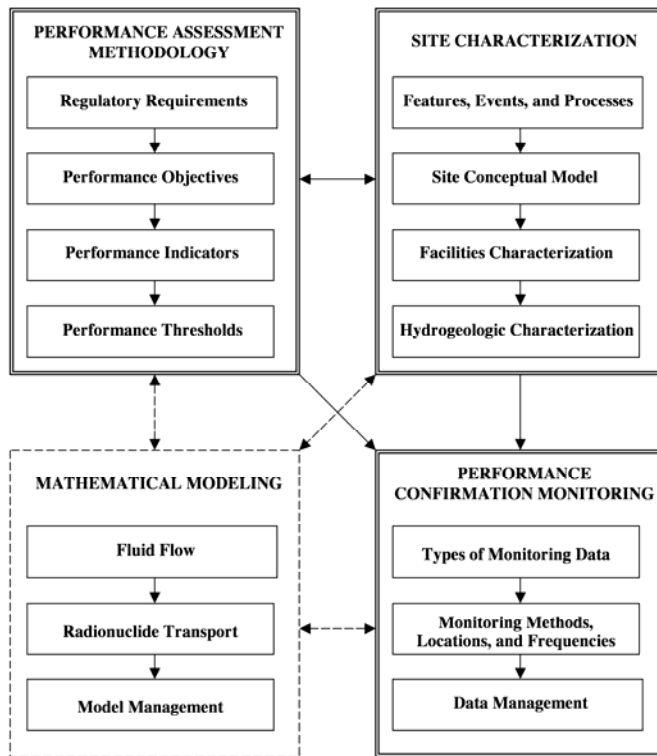 PERFORMANCE ASSESSMENT
METHODOLOGY
Regulatory Requirements
Performance Objectives
Performance Indicators
Performance Thresholds
SITE CHARACTERIZATION
Features, Events, and Processes
Site Conceptual Model
Facilities Characterization
Hydrogeologic Characterization
MATHEMATICAL MODELING
Fluid Flow
Radionuclide Transport
Model Management
PERFORMANCE
CONFIRMATION MONITORING
Types of Monitoring Data
Monitoring Methods,
Locations, and Frequencies
Data Management